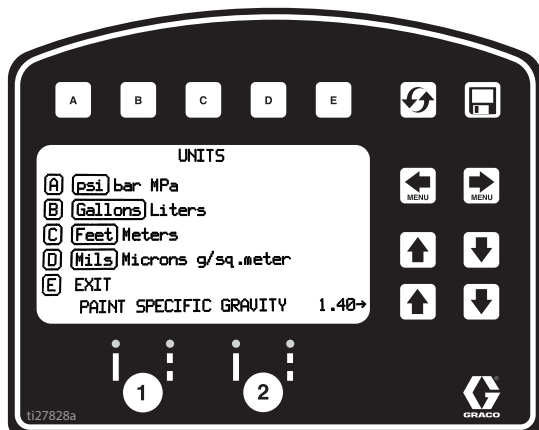 A B C D E
UNITS
A psi bar MPa
B Gallons Liters
C Feet Meters
D Mils Microns g/sq.meter
E EXIT
PAINT SPECIFIC GRAVITY 1.40→
MENU MENU
1 2
ti27828a
GRACO